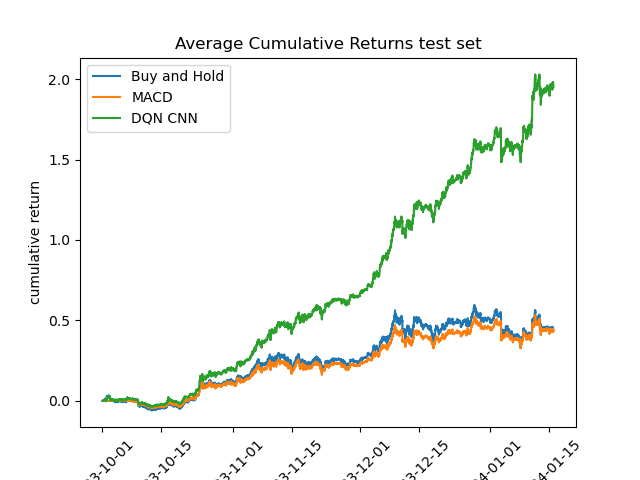 Average Cumulative Returns test set
Buy and Hold
MACD
DQN CNN
cumulative return
2.0
1.5
1.0
0.5
0.0
3-10-01
3-10-15
3-11-01
3-11-15
3-12-01
3-12-15
4-01-01
4-01-15